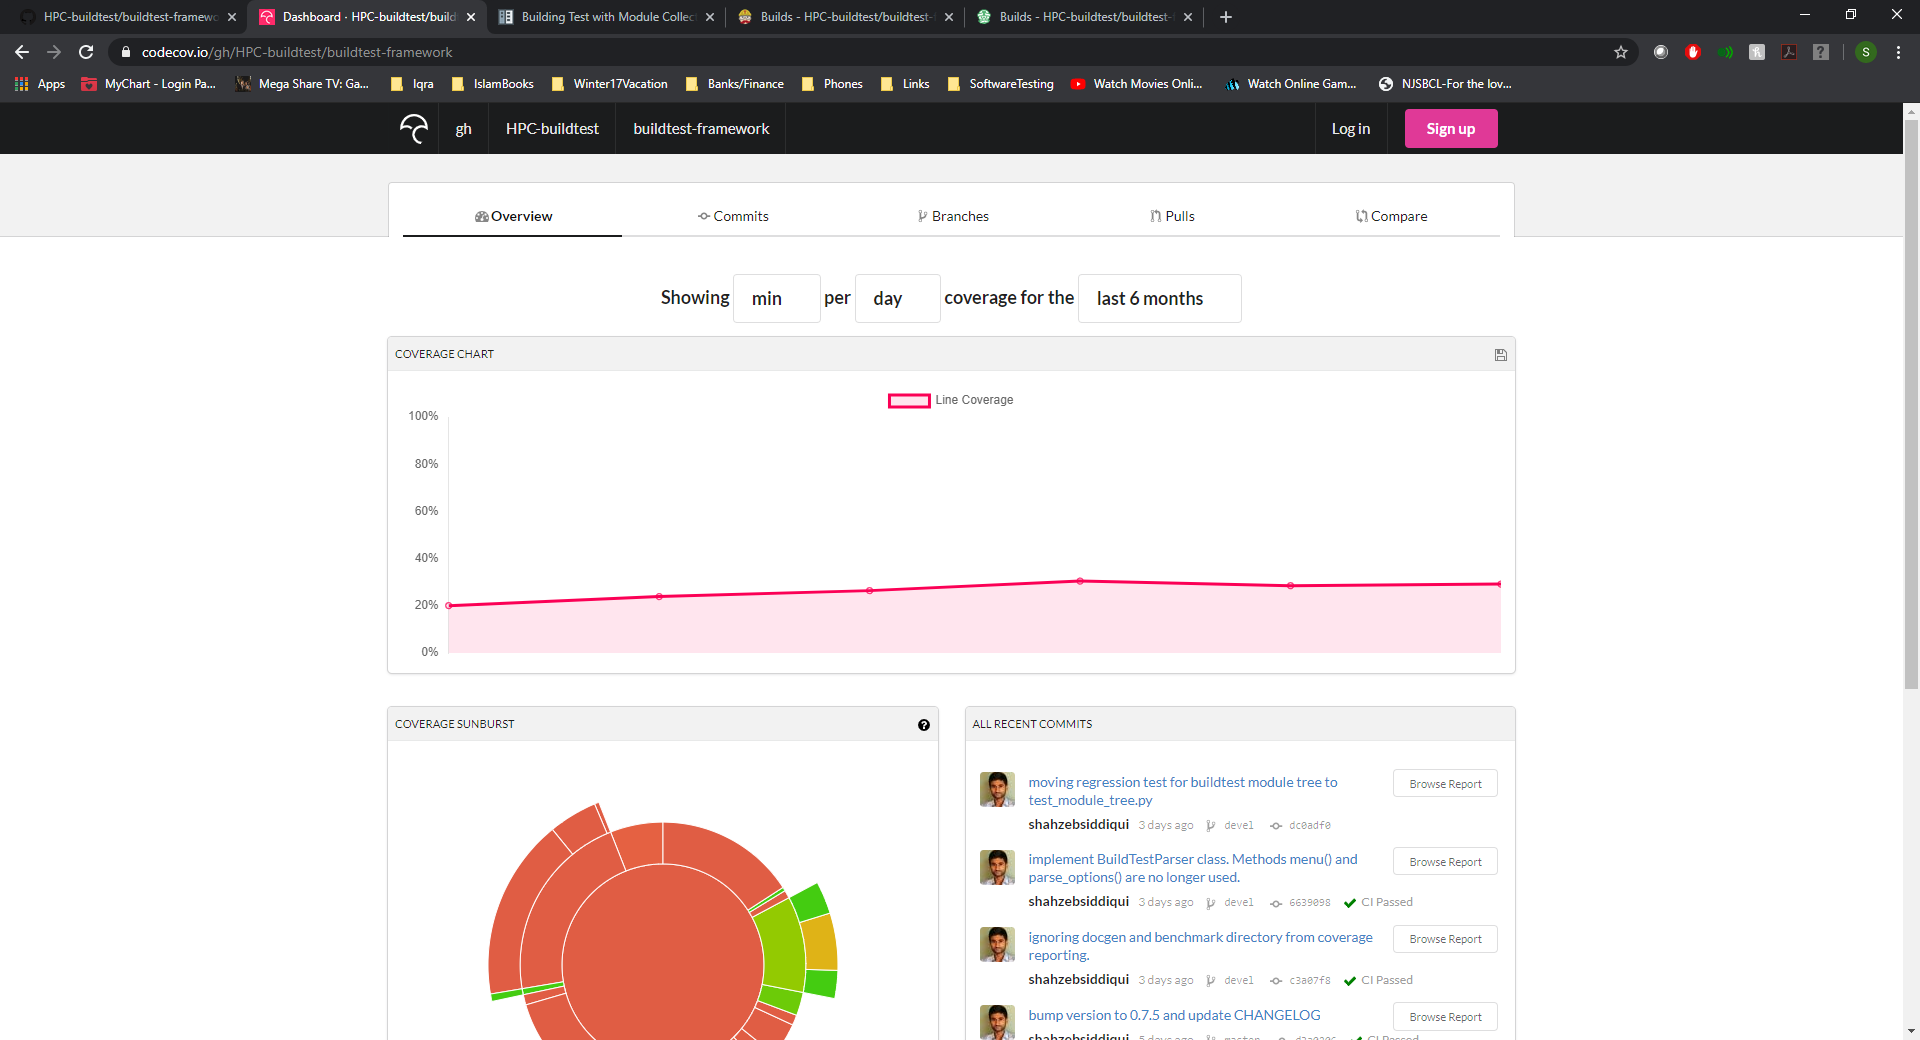 HPC-buildtest/buildtest-framewo
Dashboard · HPC-buildtest/build
Building Test with Module Collec
Builds - HPC-buildtest/buildtest-
Builds - HPC-buildtest/buildtest-
codecov.io/gh/HPC-buildtest/buildtest-framework
S
Apps
MyChart - Login Pa...
Mega Share TV: Ga...
Iqra
IslamBooks
Winter17Vacation
Banks/Finance
Phones
Links
SoftwareTesting
Watch Movies Onli...
Watch Online Gam...
NJSBCL-For the lov...
gh
HPC-buildtest
buildtest-framework
Log in
Sign up
Overview
Commits
Branches
Pulls
Compare
Showing min per day coverage for the last 6 months
COVERAGE CHART
Line Coverage
100%
80%
60%
40%
20%
0%
COVERAGE SUNBURST
ALL RECENT COMMITS
moving regression test for buildtest module tree to
test_module_tree.py
Browse Report
shahzebsiddiqui 3 days ago devel dc0adf0
implement BuildTestParser class. Methods menu() and
parse_options() are no longer used.
Browse Report
shahzebsiddiqui 3 days ago devel 6639098 CI Passed
ignoring docgen and benchmark directory from coverage
reporting.
Browse Report
shahzebsiddiqui 3 days ago devel c3a07f8 CI Passed
bump version to 0.7.5 and update CHANGELOG
Browse Report
shahzebsiddiqui 5 days ago master CI Passed